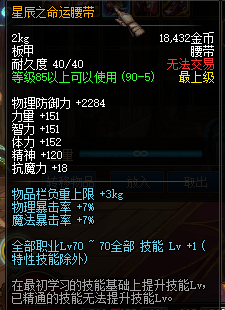 星辰之命运腰带
2kg 18,432金币
板甲 腰带
耐久度 40/40 无法交易
等级85以上可以使用 (90-5) 最上级
物理防御力 +2284
力量 +151
智力 +151
体力 +152
精神 +120
抗魔力 +18
放入 取出
物品栏负重上限 +3kg
物理暴击率 +7%
魔法暴击率 +7%
全部职业Lv70 ~ 70全部 技能 Lv +1 (
特性技能除外)
在最初学习的技能基础上提升技能Lv,
已精通的技能无法提升技能Lv。